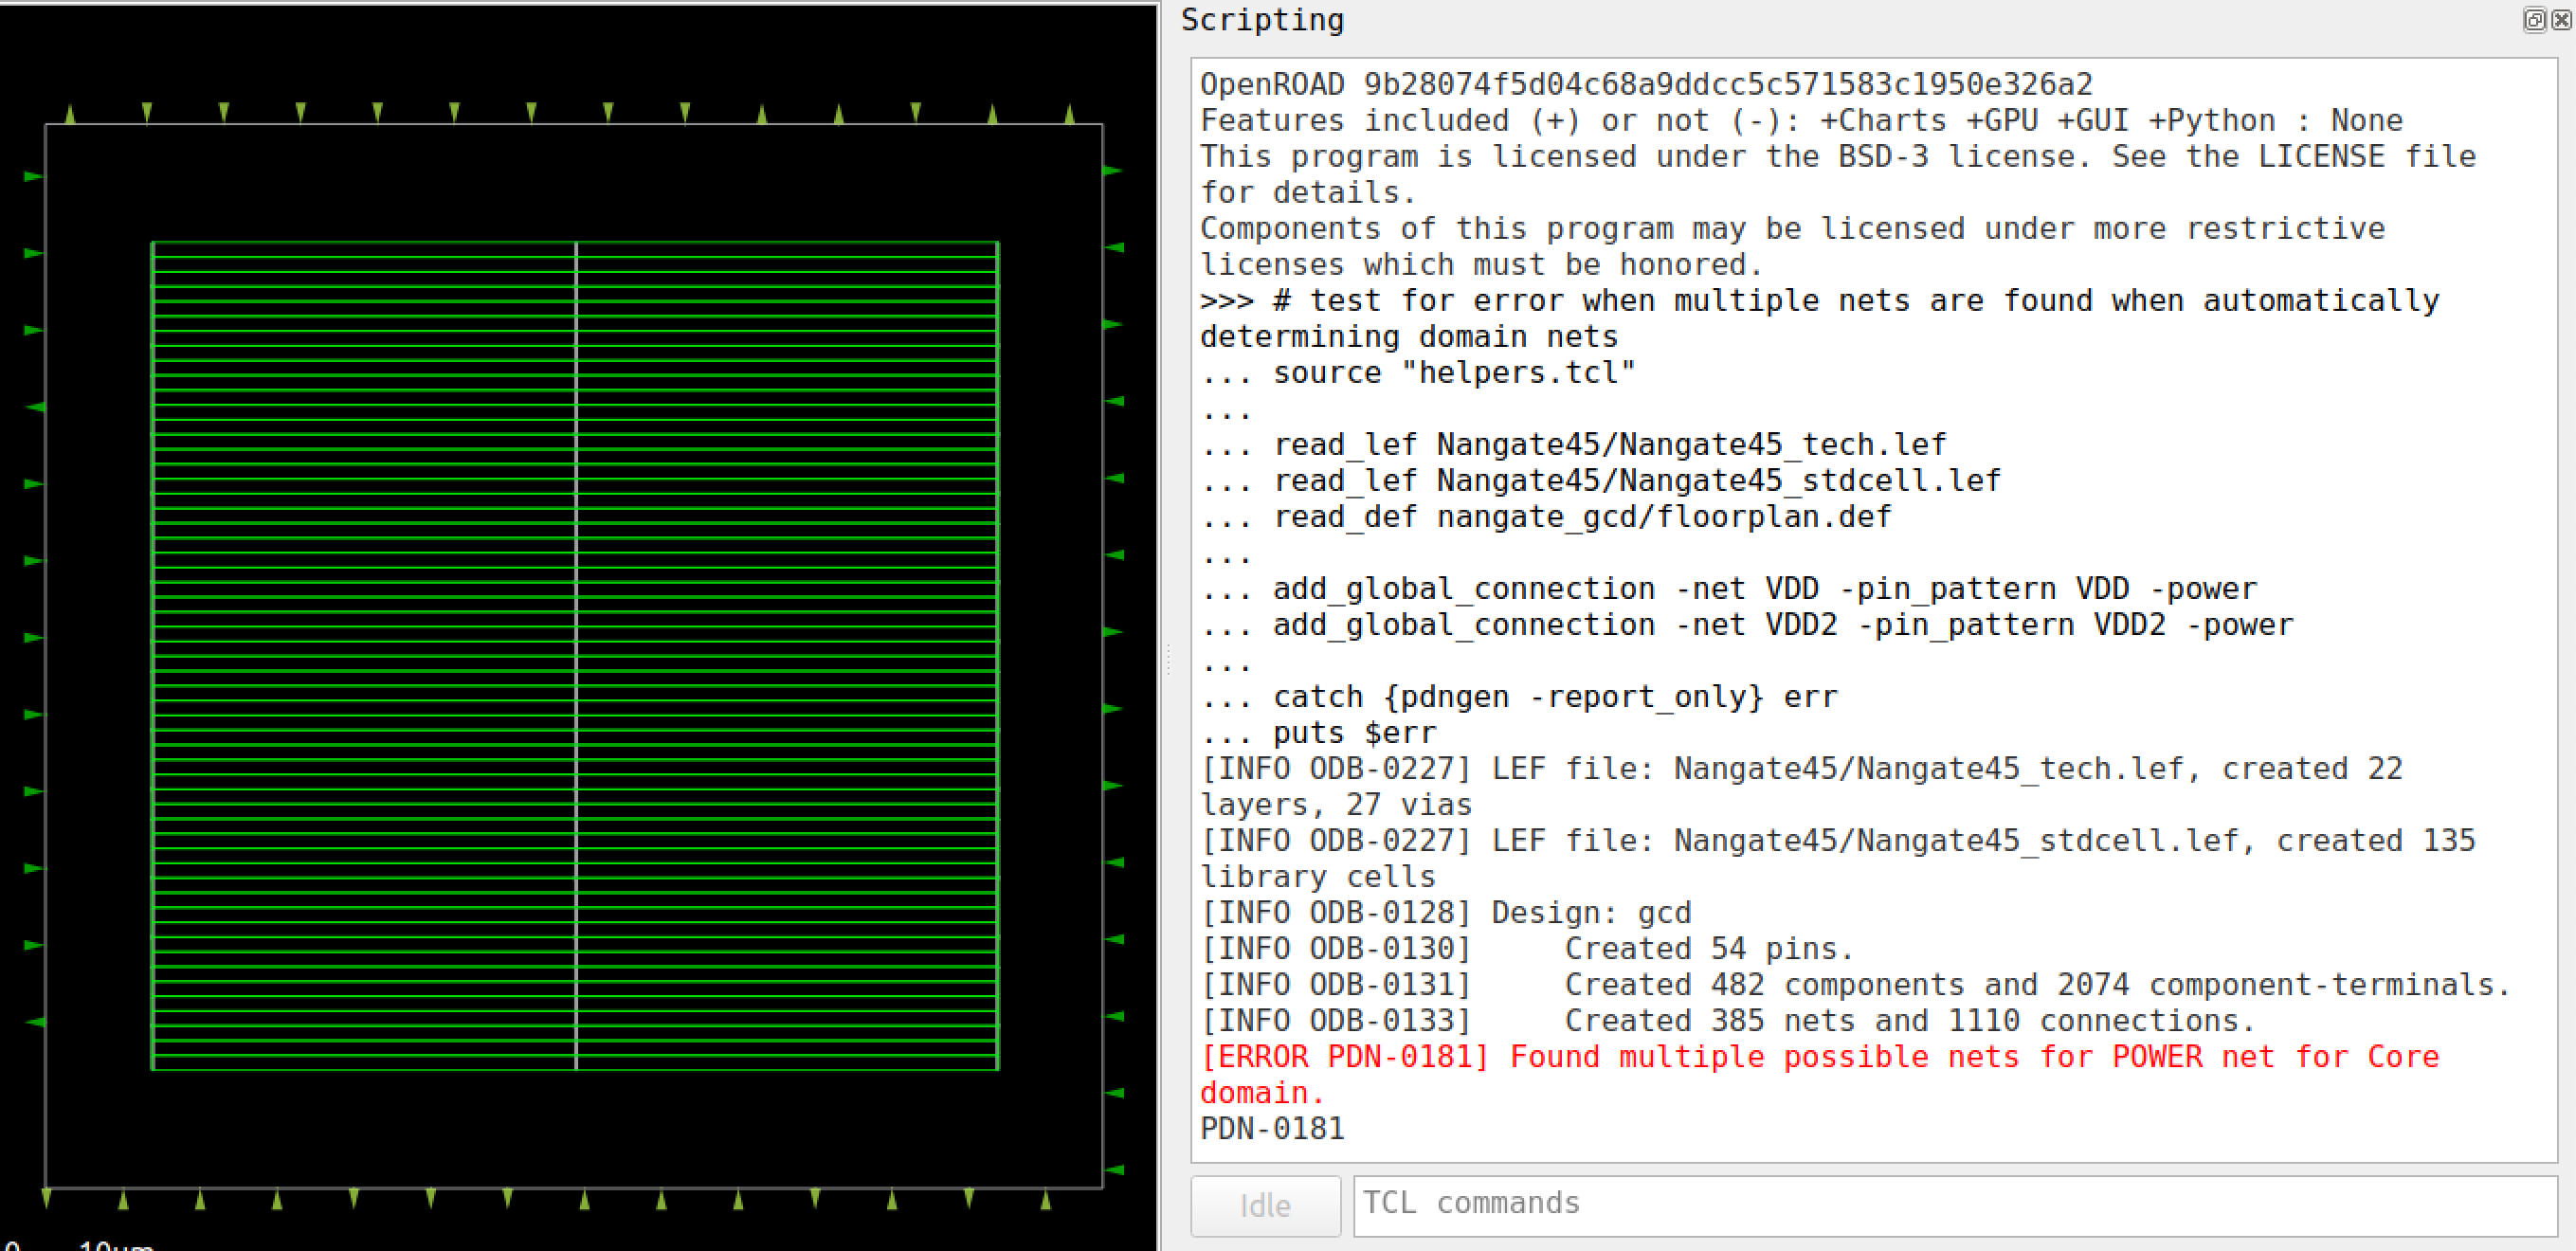 Scripting
OpenROAD 9b28074f5d04c68a9ddcc5c571583c1950e326a2
Features included (+) or not (-): +Charts +GPU +GUI +Python : None
This program is licensed under the BSD-3 license. See the LICENSE file
for details.
Components of this program may be licensed under more restrictive
licenses which must be honored.
>>> # test for error when multiple nets are found when automatically
determining domain nets
... source "helpers.tcl"
...
... read_lef Nangate45/Nangate45_tech.lef
... read_lef Nangate45/Nangate45_stdcell.lef
... read_def nangate_gcd/floorplan.def
...
... add_global_connection -net VDD -pin_pattern VDD -power
... add_global_connection -net VDD2 -pin_pattern VDD2 -power
...
... catch {pdngen -report_only} err
... puts $err
[INFO ODB-0227] LEF file: Nangate45/Nangate45_tech.lef, created 22
layers, 27 vias
[INFO ODB-0227] LEF file: Nangate45/Nangate45_stdcell.lef, created 135
library cells
[INFO ODB-0128] Design: gcd
[INFO ODB-0130]     Created 54 pins.
[INFO ODB-0131]     Created 482 components and 2074 component-terminals.
[INFO ODB-0133]     Created 385 nets and 1110 connections.
[ERROR PDN-0181] Found multiple possible nets for POWER net for Core
domain.
PDN-0181
Idle
TCL commands